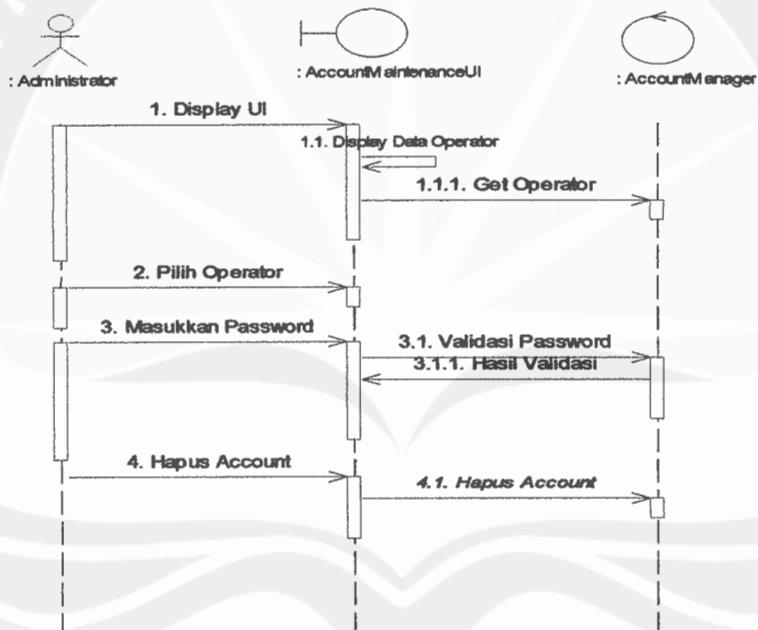 : Administrator
: AccountMaintenanceUI
: AccountManager
1. Display UI
1.1. Display Data Operator
1.1.1. Get Operator
2. Pilih Operator
3. Masukkan Password
3.1. Validasi Password
3.1.1. Hasil Validasi
4. Hapus Account
4.1. Hapus Account